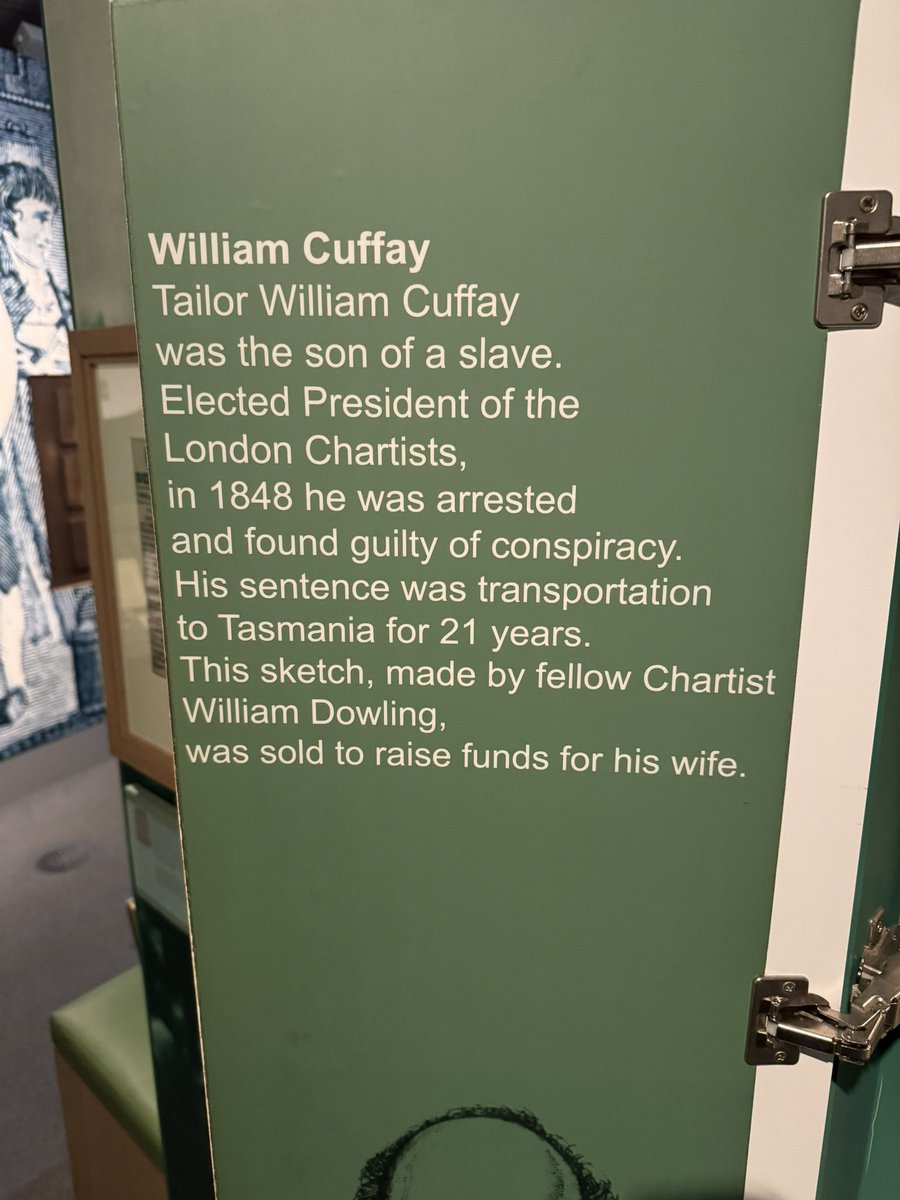 William Cuffay
Tailor William Cuffay
was the son of a slave.
Elected President of the
London Chartists,
in 1848 he was arrested
and found guilty of conspiracy.
His sentence was transportation
to Tasmania for 21 years.
This sketch, made by fellow Chartist
William Dowling,
was sold to raise funds for his wife.